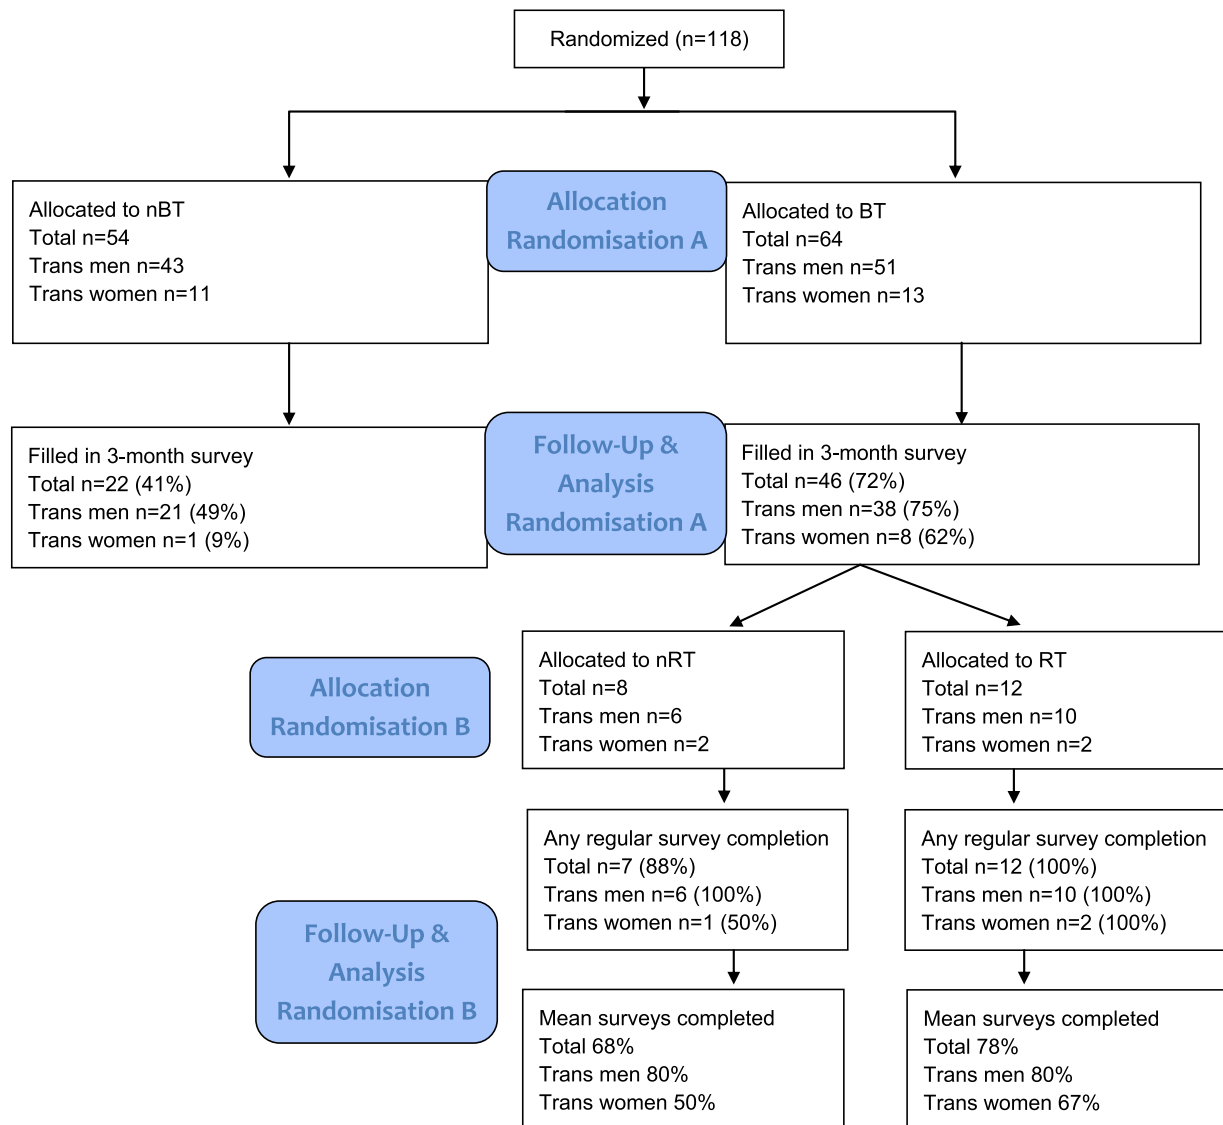 Randomized (n=118)
Allocation
Randomisation A
Allocated to nBT
Total n=54
Trans men n=43
Trans women n=11
Allocated to BT
Total n=64
Trans men n=51
Trans women n=13
Follow-Up &
Analysis
Randomisation A
Filled in 3-month survey
Total n=22 (41%)
Trans men n=21 (49%)
Trans women n=1 (9%)
Filled in 3-month survey
Total n=46 (72%)
Trans men n=38 (75%)
Trans women n=8 (62%)
Allocation
Randomisation B
Allocated to nRT
Total n=8
Trans men n=6
Trans women n=2
Allocated to RT
Total n=12
Trans men n=10
Trans women n=2
Follow-Up &
Analysis
Randomisation B
Any regular survey completion
Total n=7 (88%)
Trans men n=6 (100%)
Trans women n=1 (50%)
Any regular survey completion
Total n=12 (100%)
Trans men n=10 (100%)
Trans women n=2 (100%)
Mean surveys completed
Total 68%
Trans men 80%
Trans women 50%
Mean surveys completed
Total 78%
Trans men 80%
Trans women 67%